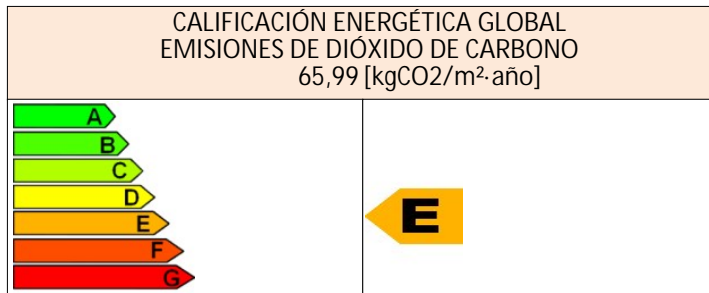 CALIFICACIÓN ENERGÉTICA GLOBAL
EMISIONES DE DIÓXIDO DE CARBONO
65,99 [kgCO2/m²·año]
A
B
C
D
E
F
G
E